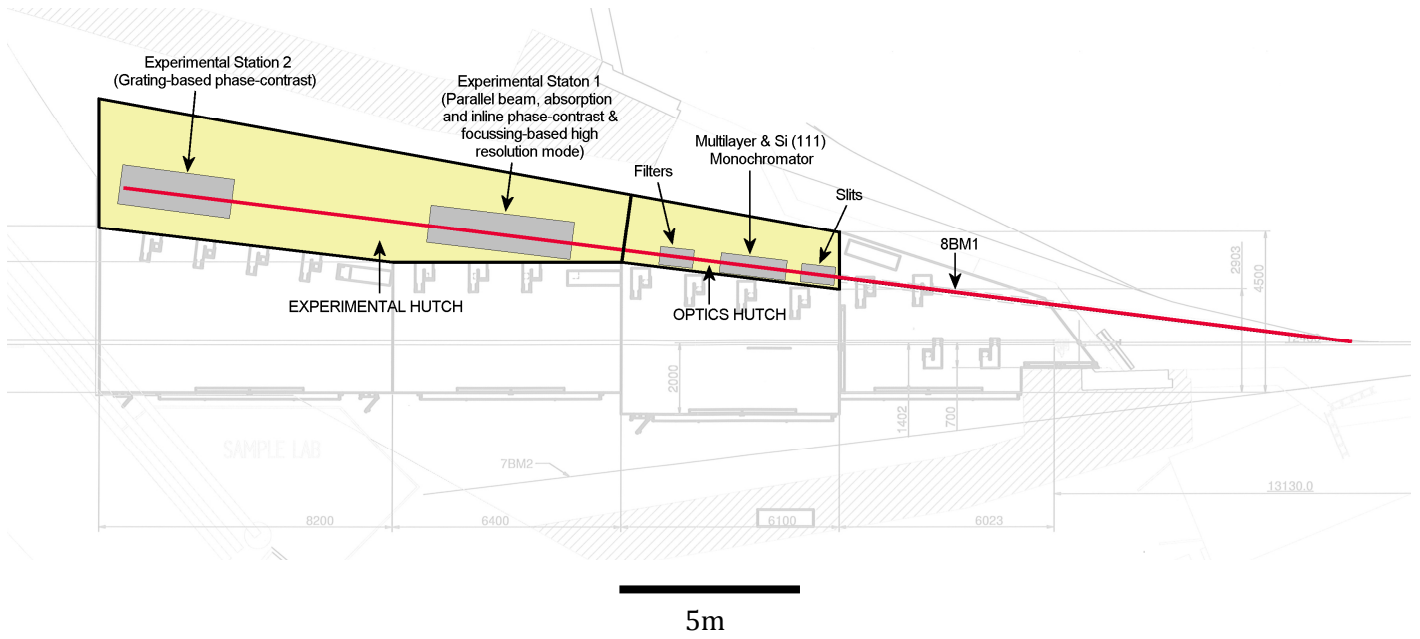 Experimental Station 2
(Grating-based phase-contrast)
Experimental Staton 1
(Parallel beam, absorption
and inline phase-contrast &
focussing-based high
resolution mode)
Multilayer & Si (111)
Monochromator
Filters
Slits
8BM1
2903
4500
EXPERIMENTAL HUTCH
OPTICS HUTCH
2000
1402
700
SAMPLE LAB
7BM2
13130.0
8200
6400
6100
6023
5m